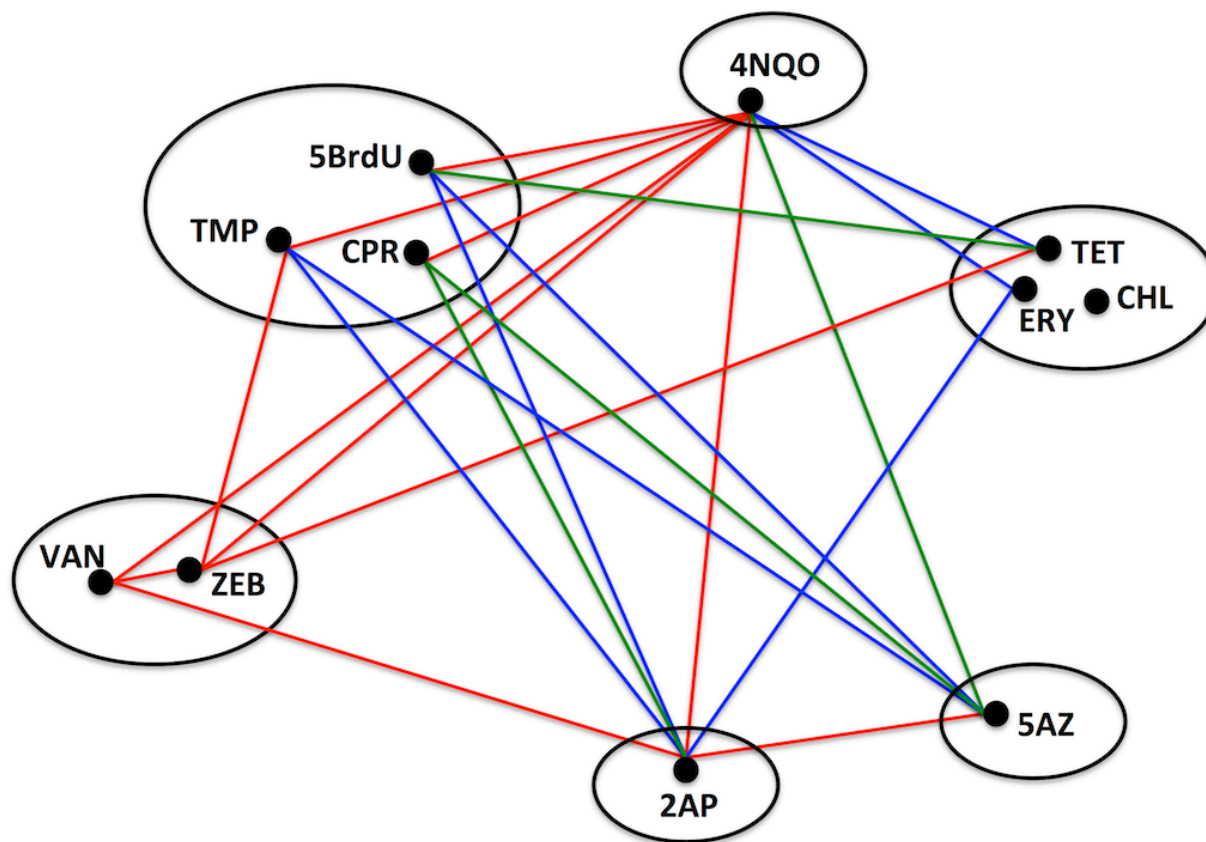 4NQO
5BrdU
TMP
CPR
TET
CHL
ERY
VAN
ZEB
5AZ
2AP